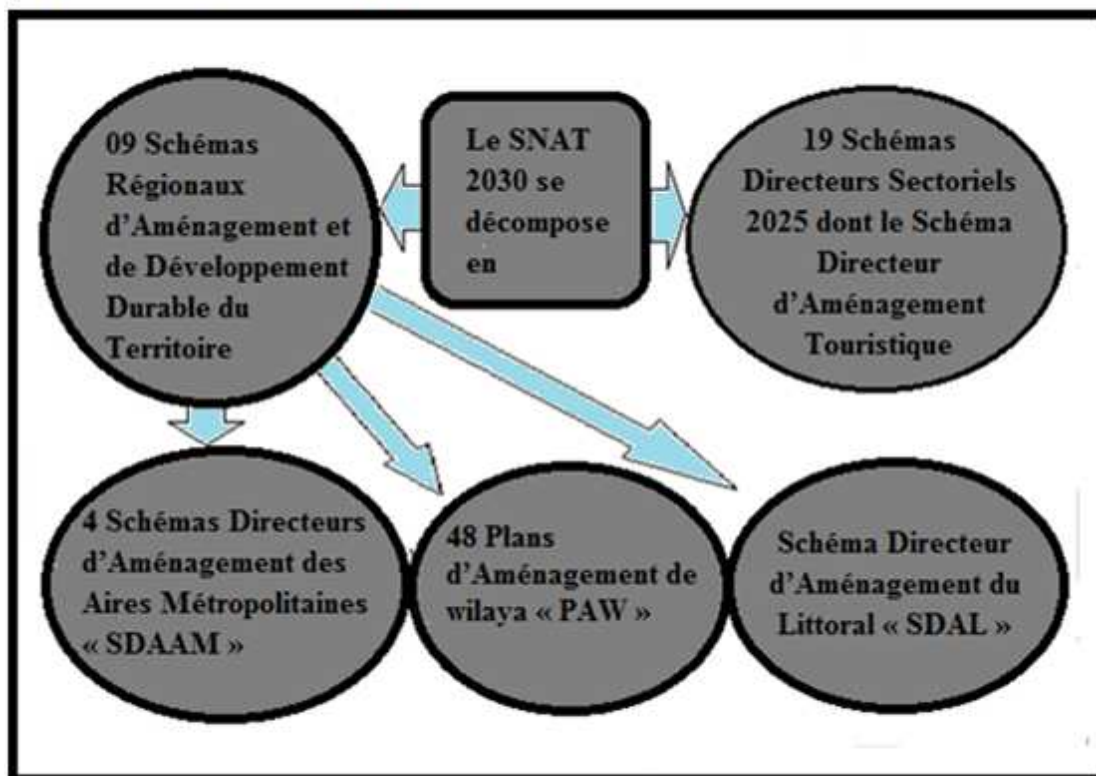 09 Schémas
Régionaux
d’Aménagement et
de Développement
Durable du
Territoire
Le SNAT
2030 se
décompose
en
19 Schémas
Directeurs Sectoriels
2025 dont le Schéma
Directeur
d’Aménagement
Touristique
4 Schémas Directeurs
d’Aménagement des
Aires Métropolitaines
« SDAAM »
48 Plans
d’Aménagement de
wilaya « PAW »
Schéma Directeur
d’Aménagement du
Littoral « SDAL »